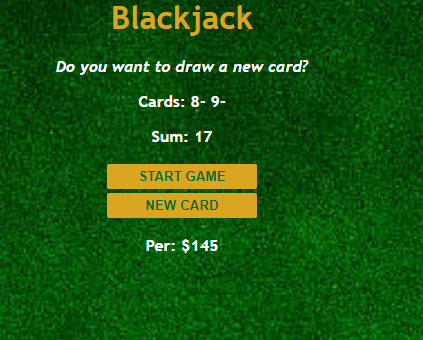 Blackjack
Do you want to draw a new card?
Cards: 8- 9-
Sum: 17
START GAME
NEW CARD
Per: $145